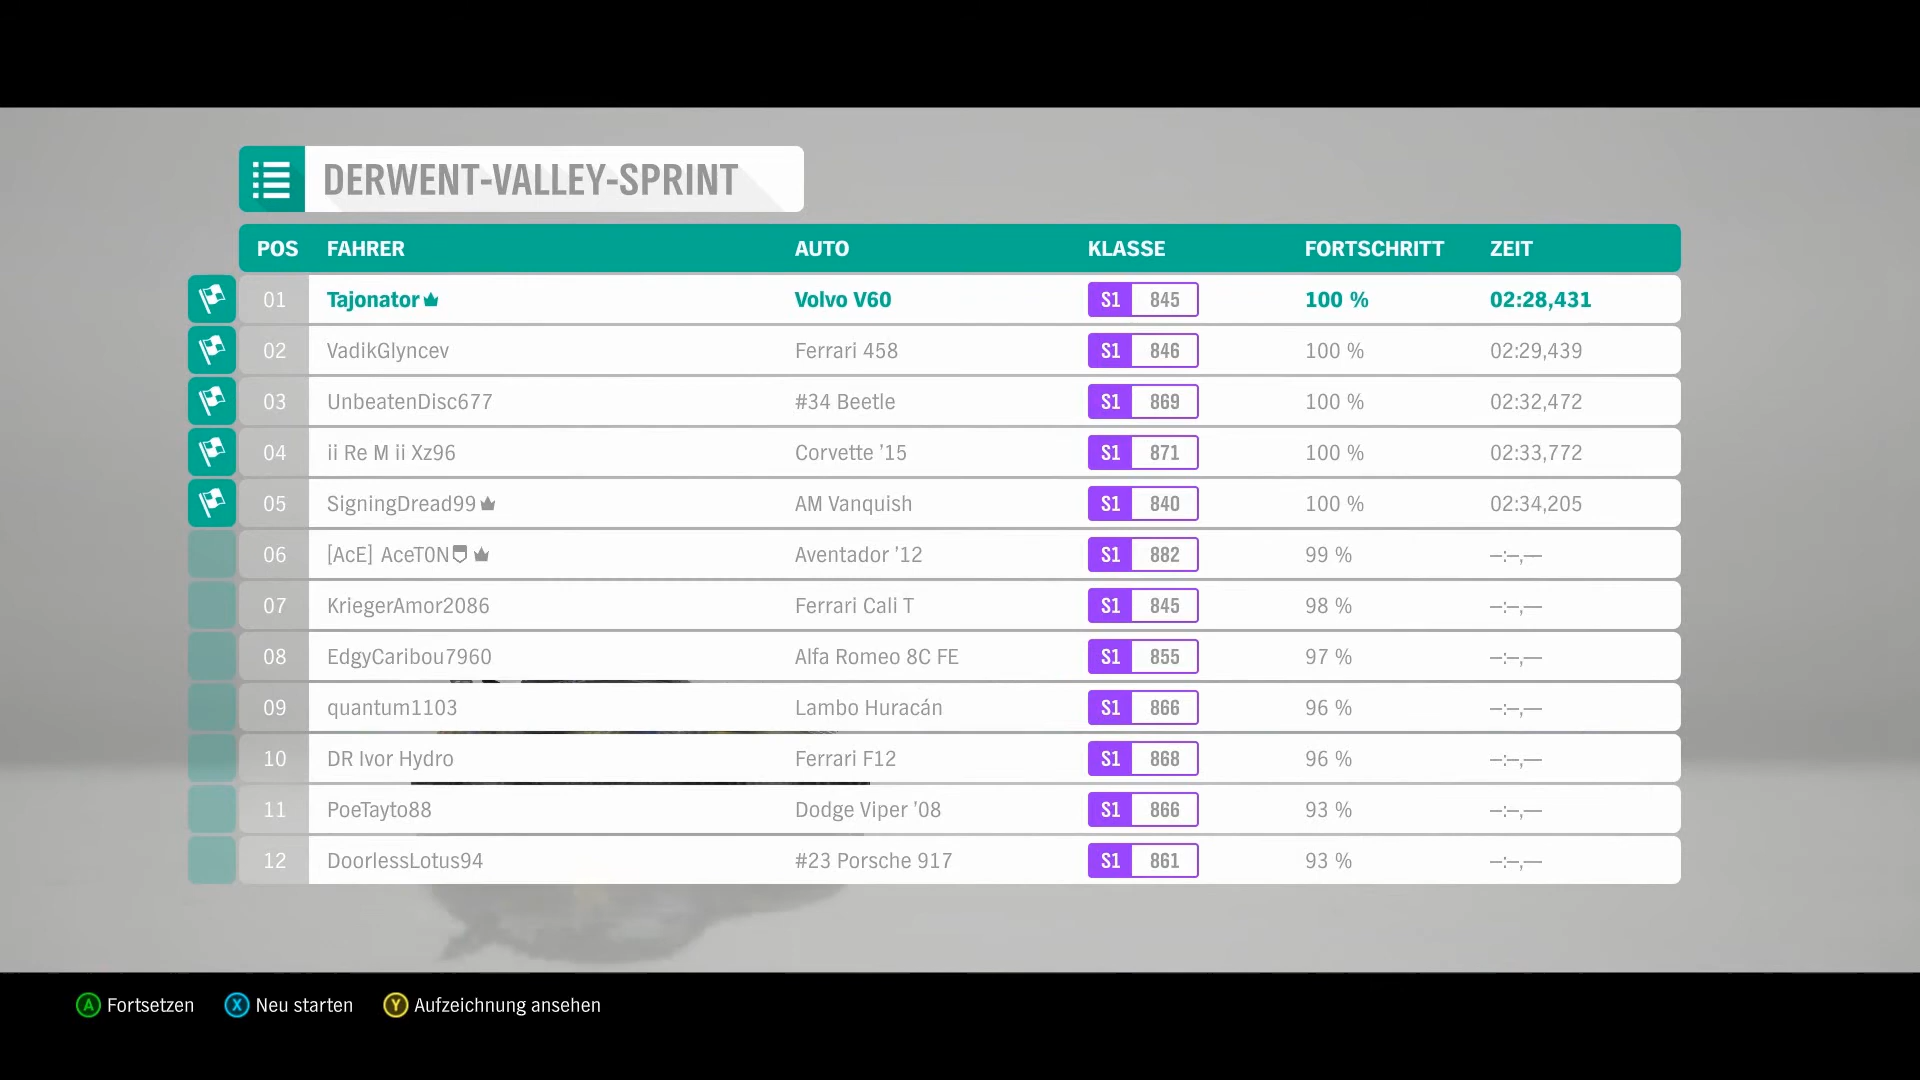 DERWENT-VALLEY-SPRINT
POS FAHRER AUTO KLASSE FORTSCHRITT ZEIT
01 Tajonator Volvo V60 S1 845 100 % 02:28,431
02 VadikGlyncev Ferrari 458 S1 846 100 % 02:29,439
03 UnbeatenDisc677 #34 Beetle S1 869 100 % 02:32,472
04 ii Re M ii Xz96 Corvette ’15 S1 871 100 % 02:33,772
05 SigningDread99 AM Vanquish S1 840 100 % 02:34,205
06 [AcE] AceT0N Aventador ’12 S1 882 99 % –:–,––
07 KriegerAmor2086 Ferrari Cali T S1 845 98 % –:–,––
08 EdgyCaribou7960 Alfa Romeo 8C FE S1 855 97 % –:–,––
09 quantum1103 Lambo Huracán S1 866 96 % –:–,––
10 DR Ivor Hydro Ferrari F12 S1 868 96 % –:–,––
11 PoeTayto88 Dodge Viper ’08 S1 866 93 % –:–,––
12 DoorlessLotus94 #23 Porsche 917 S1 861 93 % –:–,––
A Fortsetzen X Neu starten Y Aufzeichnung ansehen